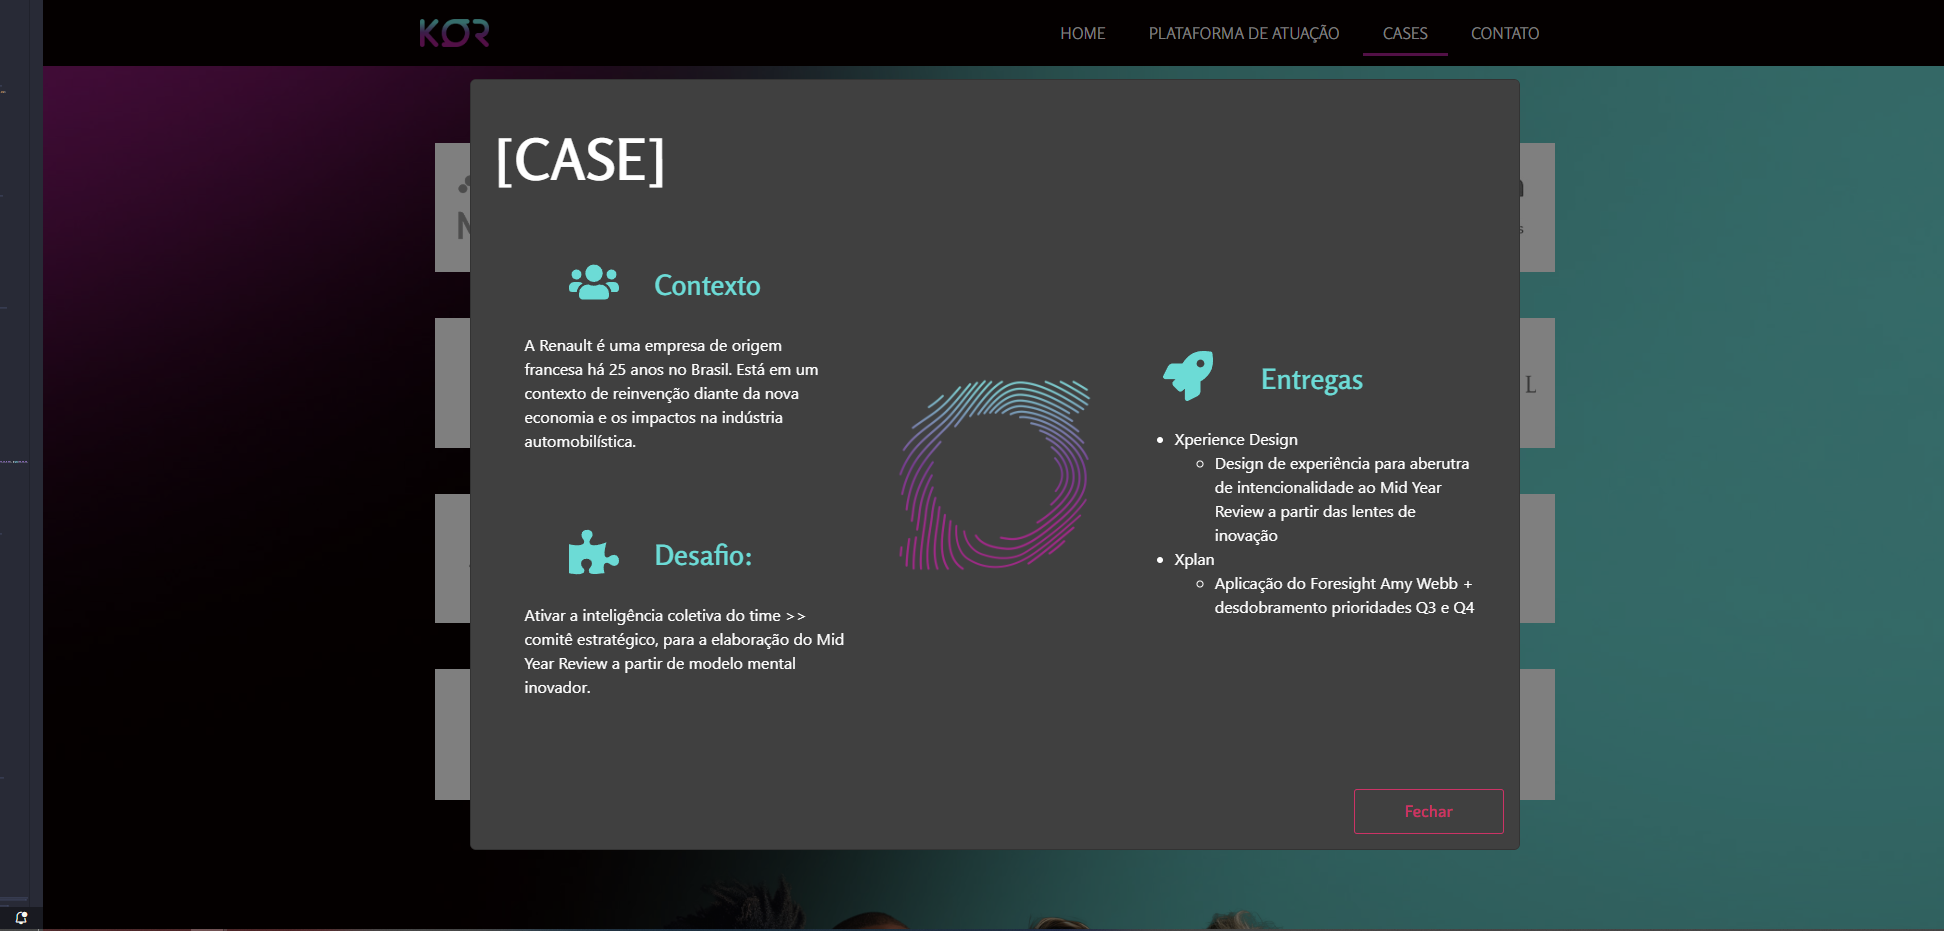 KOR
HOME PLATAFORMA DE ATUAÇÃO CASES CONTATO
[CASE]
Contexto
A Renault é uma empresa de origem
francesa há 25 anos no Brasil. Está em um
contexto de reinvenção diante da nova
economia e os impactos na indústria
automobilística.
Desafio:
Ativar a inteligência coletiva do time >>
comitê estratégico, para a elaboração do Mid
Year Review a partir de modelo mental
inovador.
Entregas
Xperience Design
Design de experiência para aberutra
de intencionalidade ao Mid Year
Review a partir das lentes de
inovação
Xplan
Aplicação do Foresight Amy Webb +
desdobramento prioridades Q3 e Q4
L
Fechar